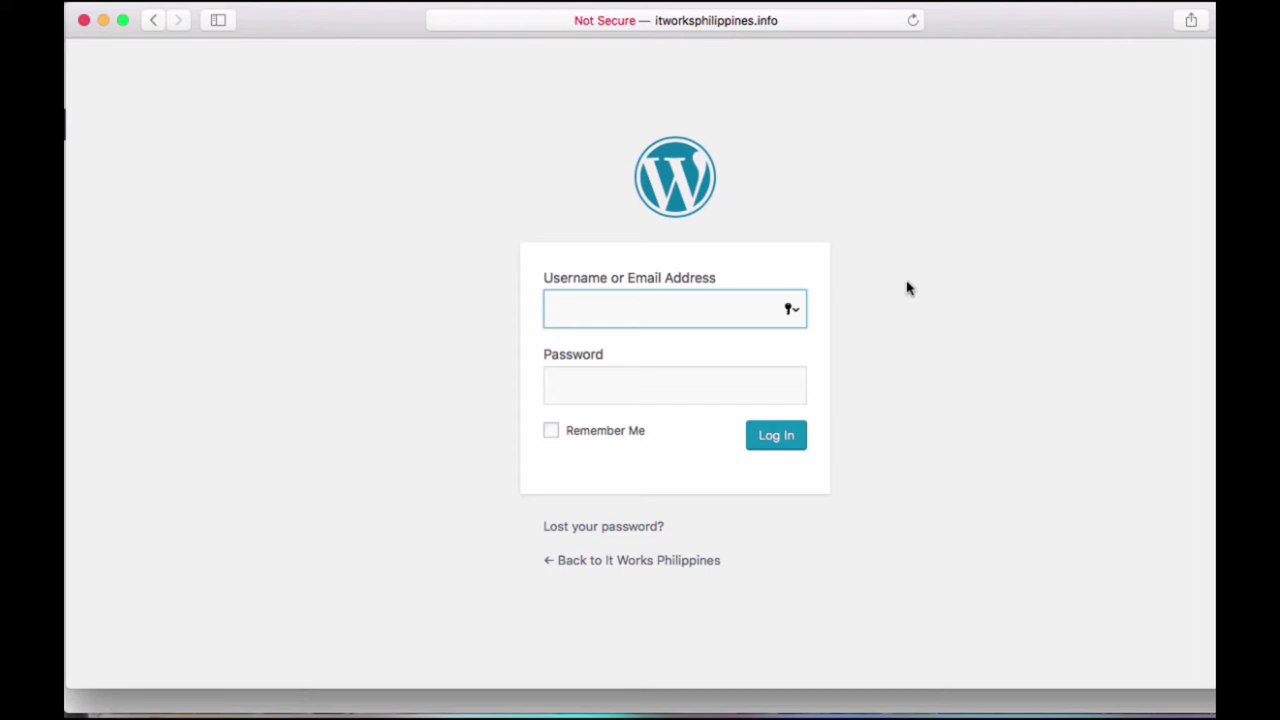 Not Secure — itworksphilippines.info
Username or Email Address
Password
Remember Me
Log In
Lost your password?
← Back to It Works Philippines